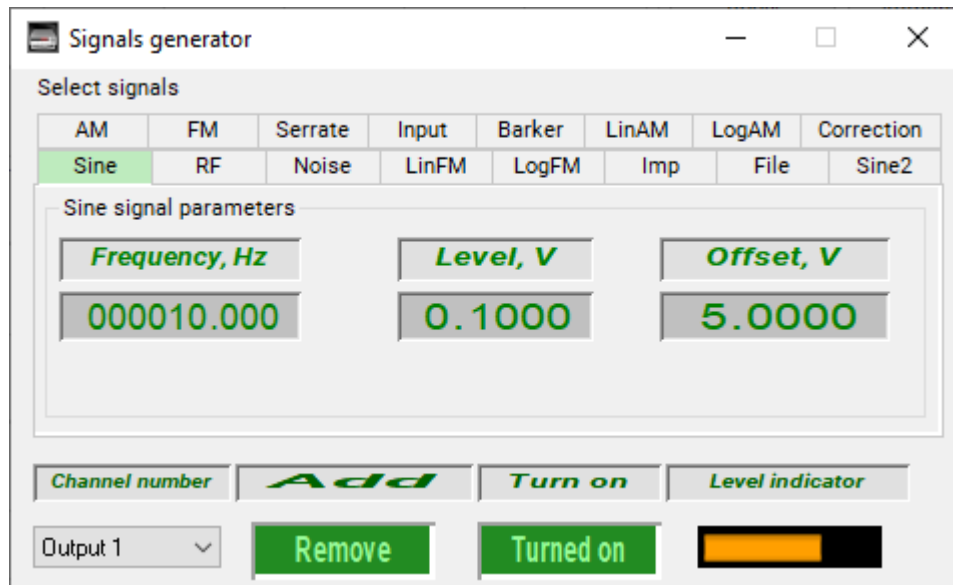 Signals generator
Select signals
AM FM Serrate Input Barker LinAM LogAM Correction
Sine RF Noise LinFM LogFM Imp File Sine2
Sine signal parameters
Frequency, Hz Level, V Offset, V
000010.000 0.1000 5.0000
Channel number Add Turn on Level indicator
Output 1 Remove Turned on